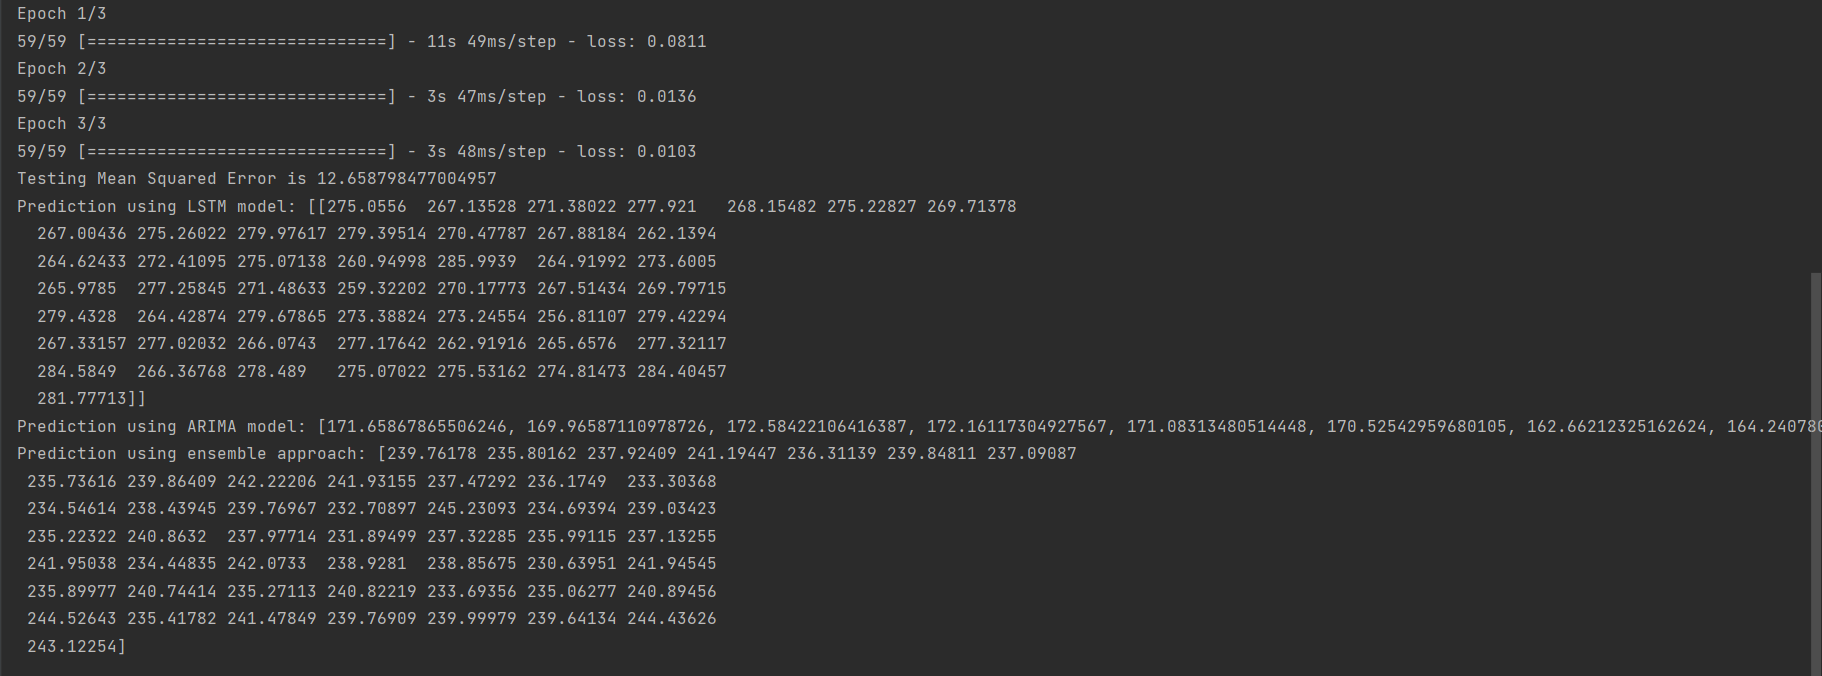 Epoch 1/3
59/59 [==============================] - 11s 49ms/step - loss: 0.0811
Epoch 2/3
59/59 [==============================] - 3s 47ms/step - loss: 0.0136
Epoch 3/3
59/59 [==============================] - 3s 48ms/step - loss: 0.0103
Testing Mean Squared Error is 12.658798477004957
Prediction using LSTM model: [[275.0556  267.13528 271.38022 277.921   268.15482 275.22827 269.71378
  267.00436 275.26022 279.97617 279.39514 270.47787 267.88184 262.1394
  264.62433 272.41095 275.07138 260.94998 285.9939  264.91992 273.6005
  265.9785  277.25845 271.48633 259.32202 270.17773 267.51434 269.79715
  279.4328  264.42874 279.67865 273.38824 273.24554 256.81107 279.42294
  267.33157 277.02032 266.0743  277.17642 262.91916 265.6576  277.32117
  284.5849  266.36768 278.489   275.07022 275.53162 274.81473 284.40457
  281.77713]]
Prediction using ARIMA model: [171.65867865506246, 169.96587110978726, 172.58422106416387, 172.16117304927567, 171.08313480514448, 170.52542959680105, 162.66212325162624, 164.240780
Prediction using ensemble approach: [239.76178 235.80162 237.92409 241.19447 236.31139 239.84811 237.09087
 235.73616 239.86409 242.22206 241.93155 237.47292 236.1749  233.30368
 234.54614 238.43945 239.76967 232.70897 245.23093 234.69394 239.03423
 235.22322 240.8632  237.97714 231.89499 237.32285 235.99115 237.13255
 241.95038 234.44835 242.0733  238.9281  238.85675 230.63951 241.94545
 235.89977 240.74414 235.27113 240.82219 233.69356 235.06277 240.89456
 244.52643 235.41782 241.47849 239.76909 239.99979 239.64134 244.43626
 243.12254]